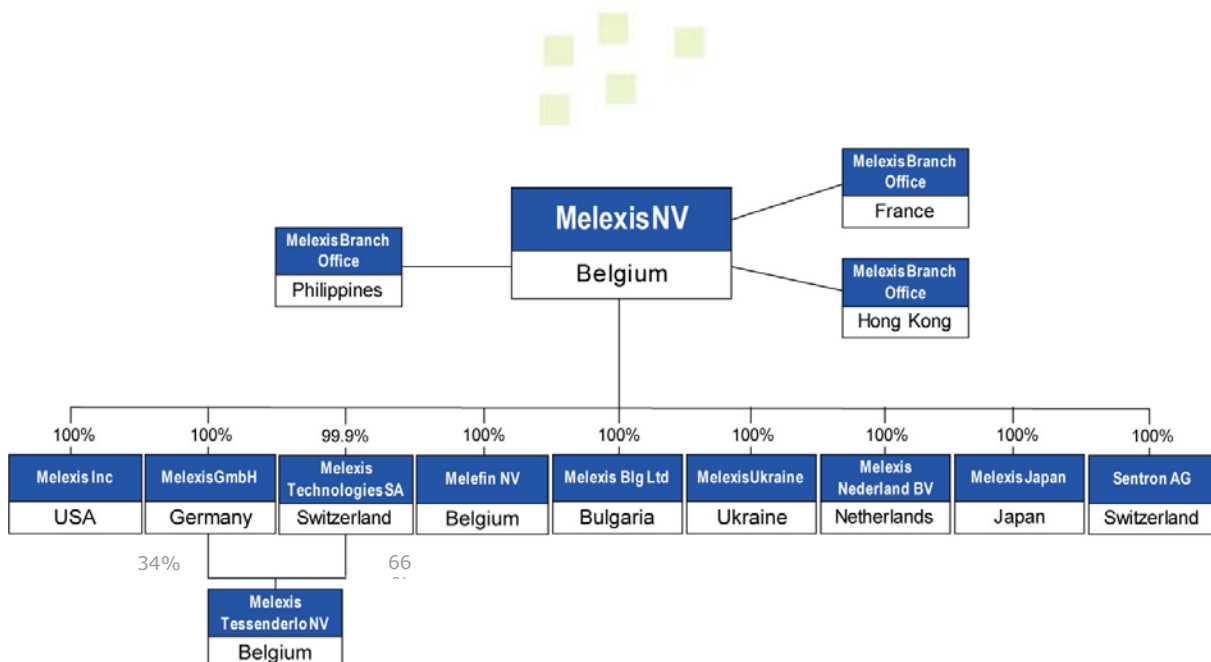 Melexis Branch
Office
France
Melexis NV
Belgium
Melexis Branch
Office
Philippines
Melexis Branch
Office
Hong Kong
100%
100%
99.9%
100%
100%
100%
100%
100%
100%
Melexis Inc
USA
Melexis GmbH
Germany
Melexis
Technologies SA
Switzerland
Melefin NV
Belgium
Melexis Blg Ltd
Bulgaria
Melexis Ukraine
Ukraine
Melexis
Nederland BV
Netherlands
Melexis Japan
Japan
Sentron AG
Switzerland
34%
66
Melexis
Tessenderlo NV
Belgium